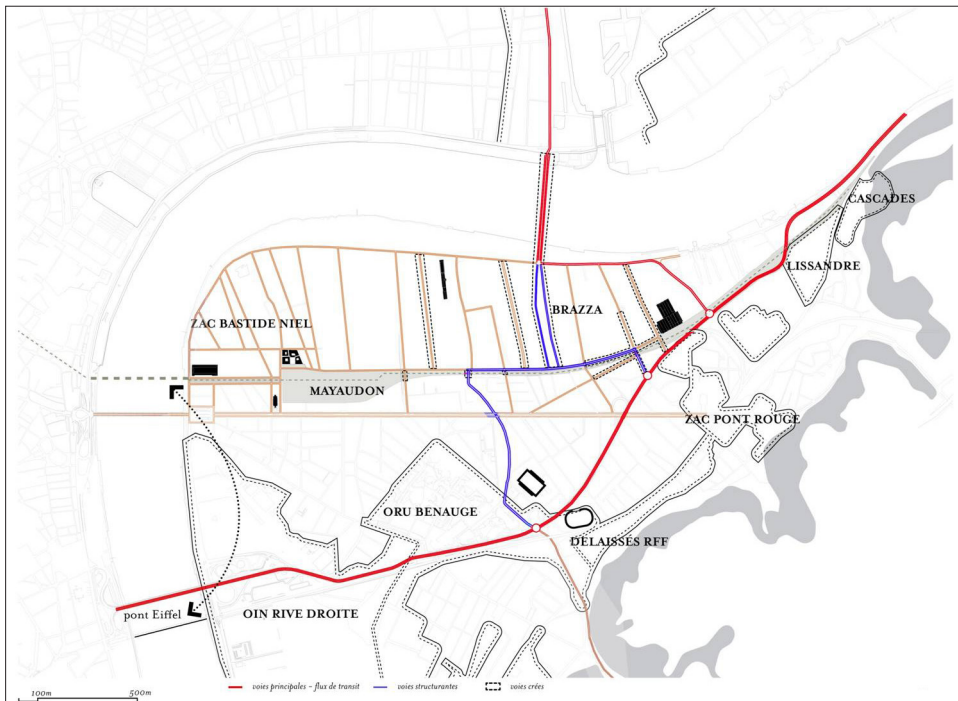 CASCADES
LISSANDRE
BRAZZA
ZAC BASTIDE NIEL
MAYAUDON
ZAC PONT ROUGE
ORU BENAUGE
DELAISSÉS RFF
pont Eiffel
OIN RIVE DROITE
voies principales – flux de transit
voies structurantes
voies crées
100m
500m